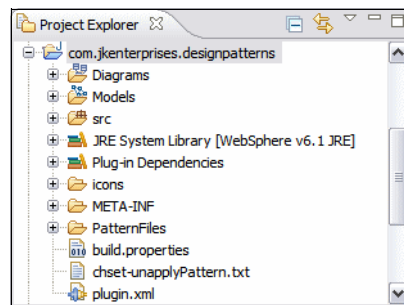 Project Explorer
com.jkenterprises.designpatterns
Diagrams
Models
src
JRE System Library [WebSphere v6.1 JRE]
Plug-in Dependencies
icons
META-INF
PatternFiles
build.properties
chset-unapplyPattern.txt
plugin.xml